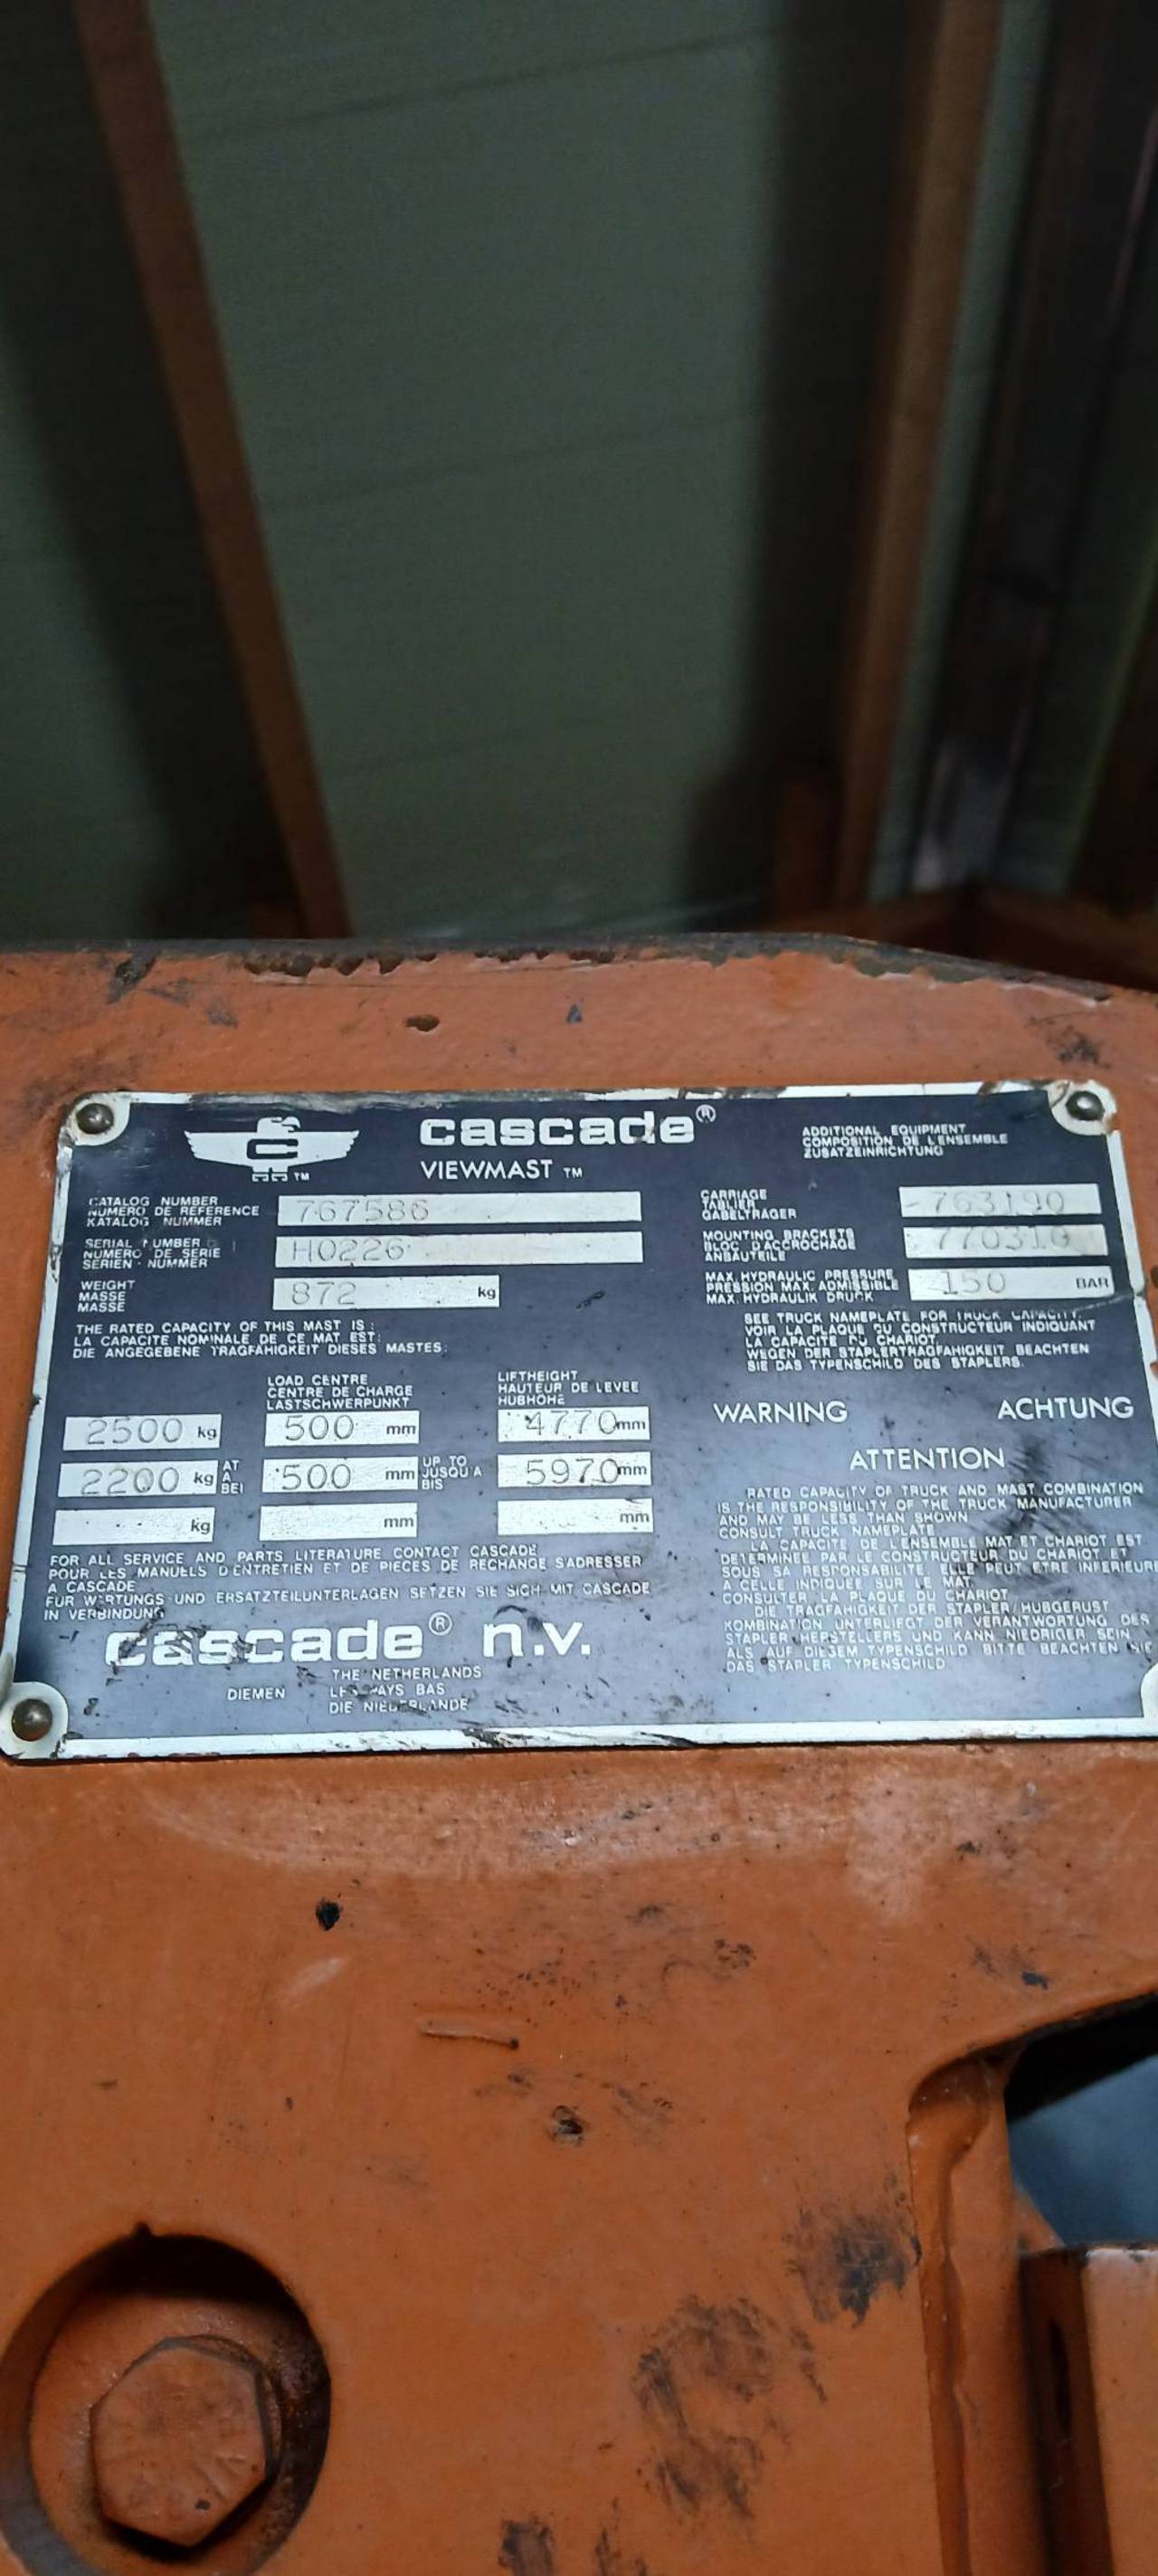 cascade®
VIEWMAST TM
TM
CATALOG NUMBER
NUMERO DE REFERENCE
KATALOG NUMMER
767586
SERIAL NUMBER
NUMERO DE SERIE
SERIEN-NUMMER
H0226
WEIGHT
MASSE
MASSE
872 kg
THE RATED CAPACITY OF THIS MAST IS :
LA CAPACITE NOMINALE DE CE MAT EST:
DIE ANGEGEBENE TRAGFAHIGKEIT DIESES MASTES:
LOAD CENTRE
CENTRE DE CHARGE
LASTSCHWERPUNKT
LIFTHEIGHT
HAUTEUR DE LEVEE
HUBHOHE
2500 kg 500 mm 4770 mm
2200 kg AT A BEI 500 mm UP TO JUSQU'A BIS 5970 mm
kg mm mm
FOR ALL SERVICE AND PARTS LITERATURE CONTACT CASCADE
POUR LES MANUELS D'ENTRETIEN ET DE PIECES DE RECHANGE S'ADRESSER
A CASCADE
FUR WARTUNGS-UND ERSATZTEILUNTERLAGEN SETZEN SIE SICH MIT CASCADE
IN VERBINDUNG
cascade® n.v.
DIEMEN
THE NETHERLANDS
LES PAYS BAS
DIE NIEDERLANDE
ADDITIONAL EQUIPMENT
COMPOSITION DE L'ENSEMBLE
ZUSATZEINRICHTUNG
CARRIAGE
TABLIER
GABELTRAGER
763190
MOUNTING BRACKETS
BLOC D'ACCROCHAGE
ANBAUTEILE
770310
MAX. HYDRAULIC PRESSURE
PRESSION MAX. ADMISSIBLE
MAX. HYDRAULIK DRUCK
150 BAR
SEE TRUCK NAMEPLATE FOR TRUCK CAPACITY.
VOIR LA PLAQUE DU CONSTRUCTEUR INDIQUANT
LA CAPACITE DU CHARIOT.
WEGEN DER STAPLERTRAGFAHIGKEIT BEACHTEN
SIE DAS TYPENSCHILD DES STAPLERS.
WARNING ACHTUNG
ATTENTION
RATED CAPACITY OF TRUCK AND MAST COMBINATION
IS THE RESPONSIBILITY OF THE TRUCK MANUFACTURER
AND MAY BE LESS THAN SHOWN
CONSULT TRUCK NAMEPLATE
LA CAPACITE DE L'ENSEMBLE MAT ET CHARIOT EST
DETERMINEE PAR LE CONSTRUCTEUR DU CHARIOT ET
SOUS SA RESPONSABILITE, ELLE PEUT ETRE INFERIEURE
A CELLE INDIQUEE SUR LE MAT.
CONSULTER LA PLAQUE DU CHARIOT.
DIE TRAGFAHIGKEIT DER STAPLER/HUBGERUST
KOMBINATION UNTERLIEGT DER VERANTWORTUNG DES
STAPLER HERSTELLERS UND KANN NIEDRIGER SEIN
ALS AUF DIESEM TYPENSCHILD BITTE BEACHTEN SIE
DAS STAPLER TYPENSCHILD